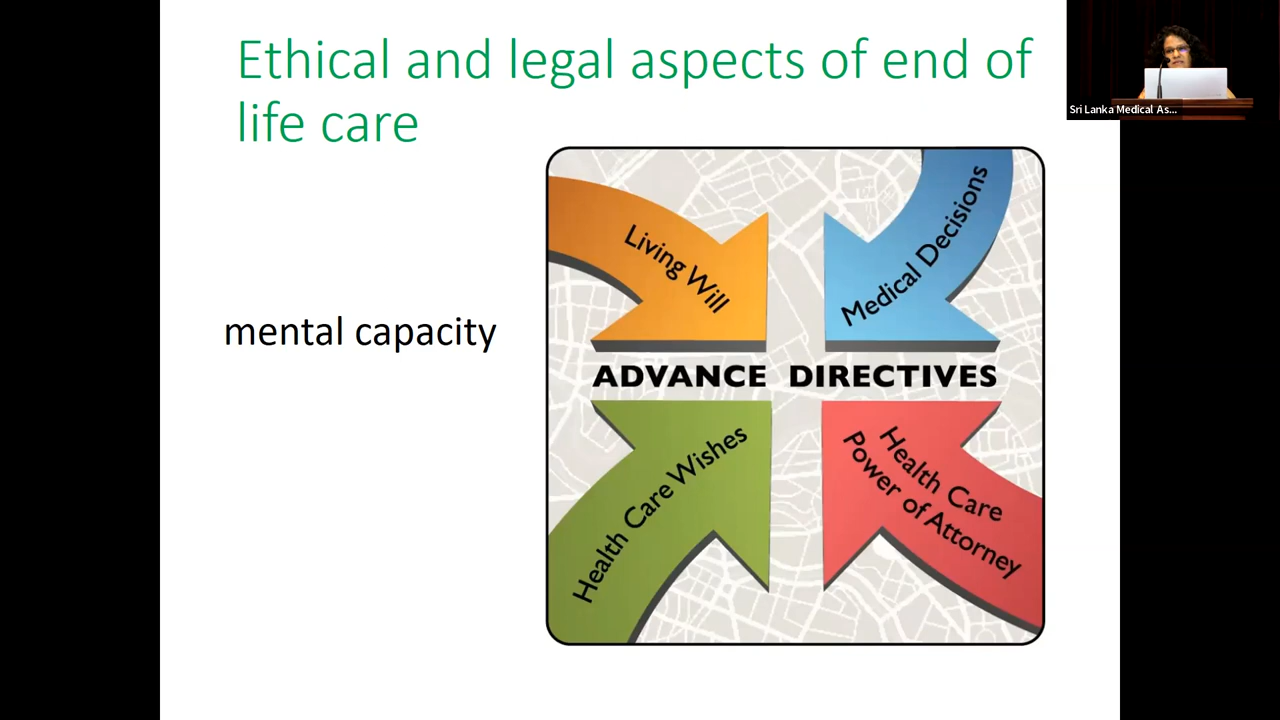 Ethical and legal aspects of end of
life care
Sri Lanka Medical As...
mental capacity
Living Will
Medical Decisions
ADVANCE DIRECTIVES
Health Care Wishes
Health Care
Power of Attorney